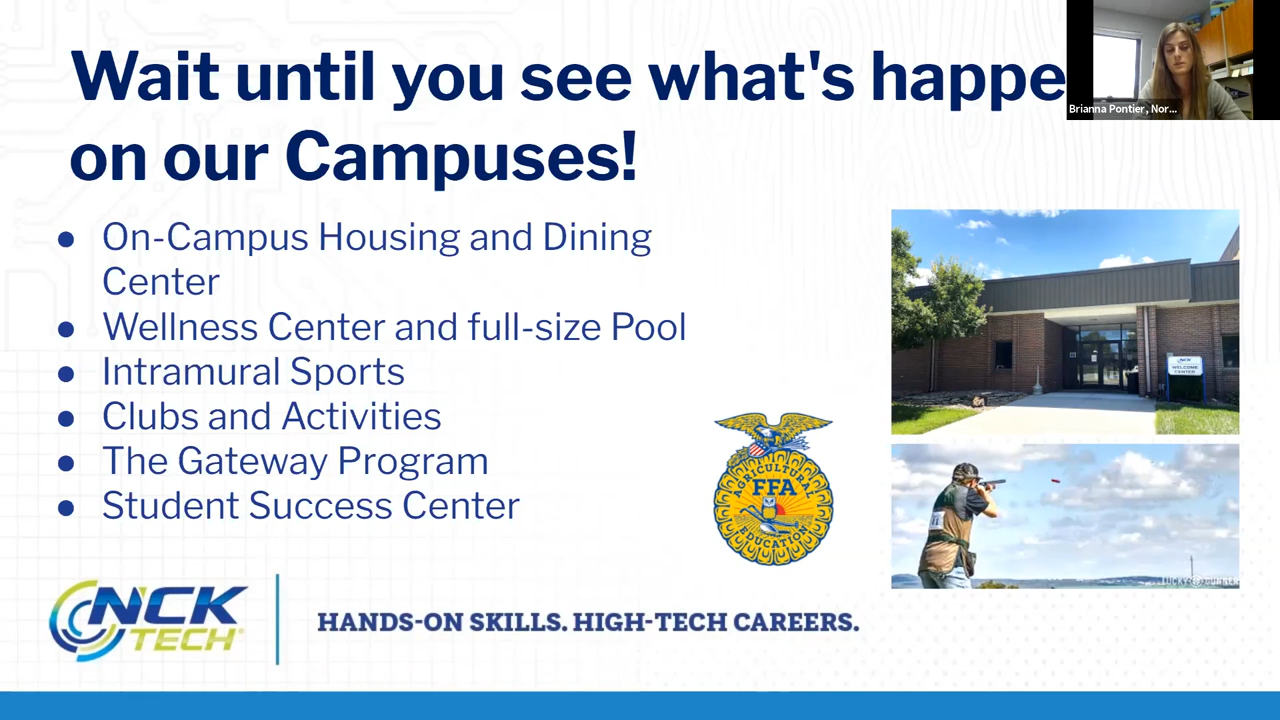 Wait until you see what's happe
on our Campuses!
Brianna Pontier, Nor...
● On-Campus Housing and Dining
Center
● Wellness Center and full-size Pool
● Intramural Sports
● Clubs and Activities
● The Gateway Program
● Student Success Center
NCK
WELCOME
CENTER
AGRICULTURAL
FFA
EDUCATION
LUCKY GUNNER
NCK
TECH
HANDS-ON SKILLS. HIGH-TECH CAREERS.